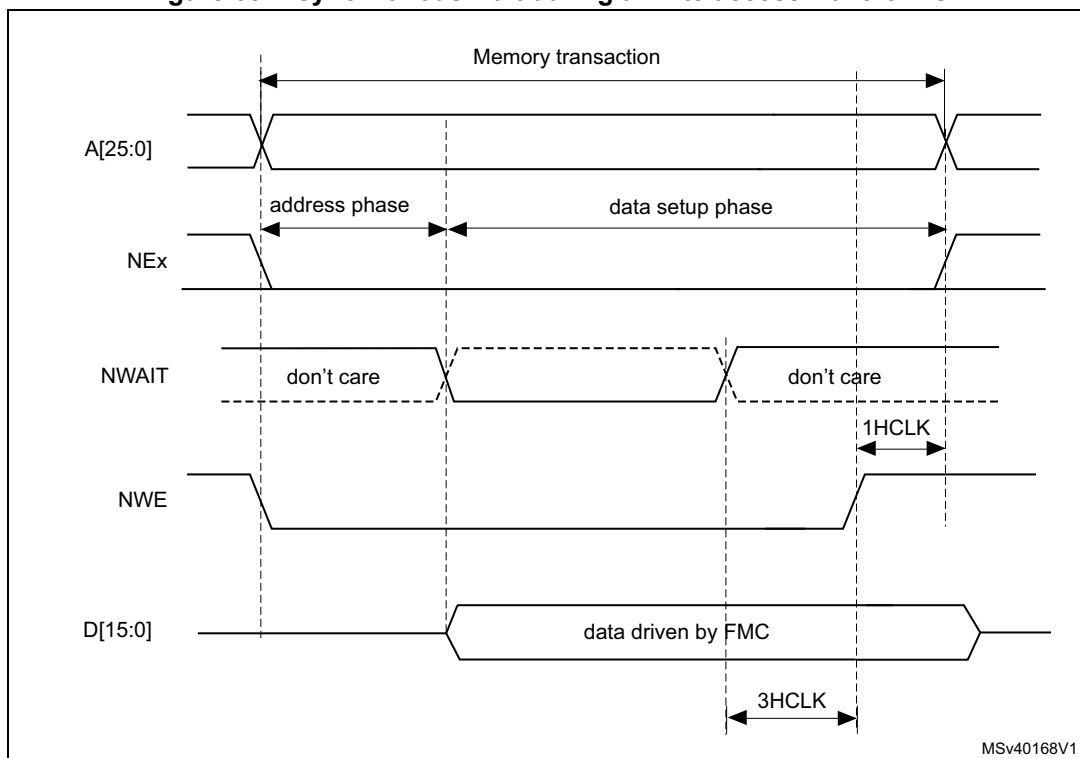 Memory transaction
A[25:0]
address phase
data setup phase
NEx
NWAIT
don't care
don't care
1HCLK
NWE
D[15:0]
data driven by FMC
3HCLK
MSv40168V1